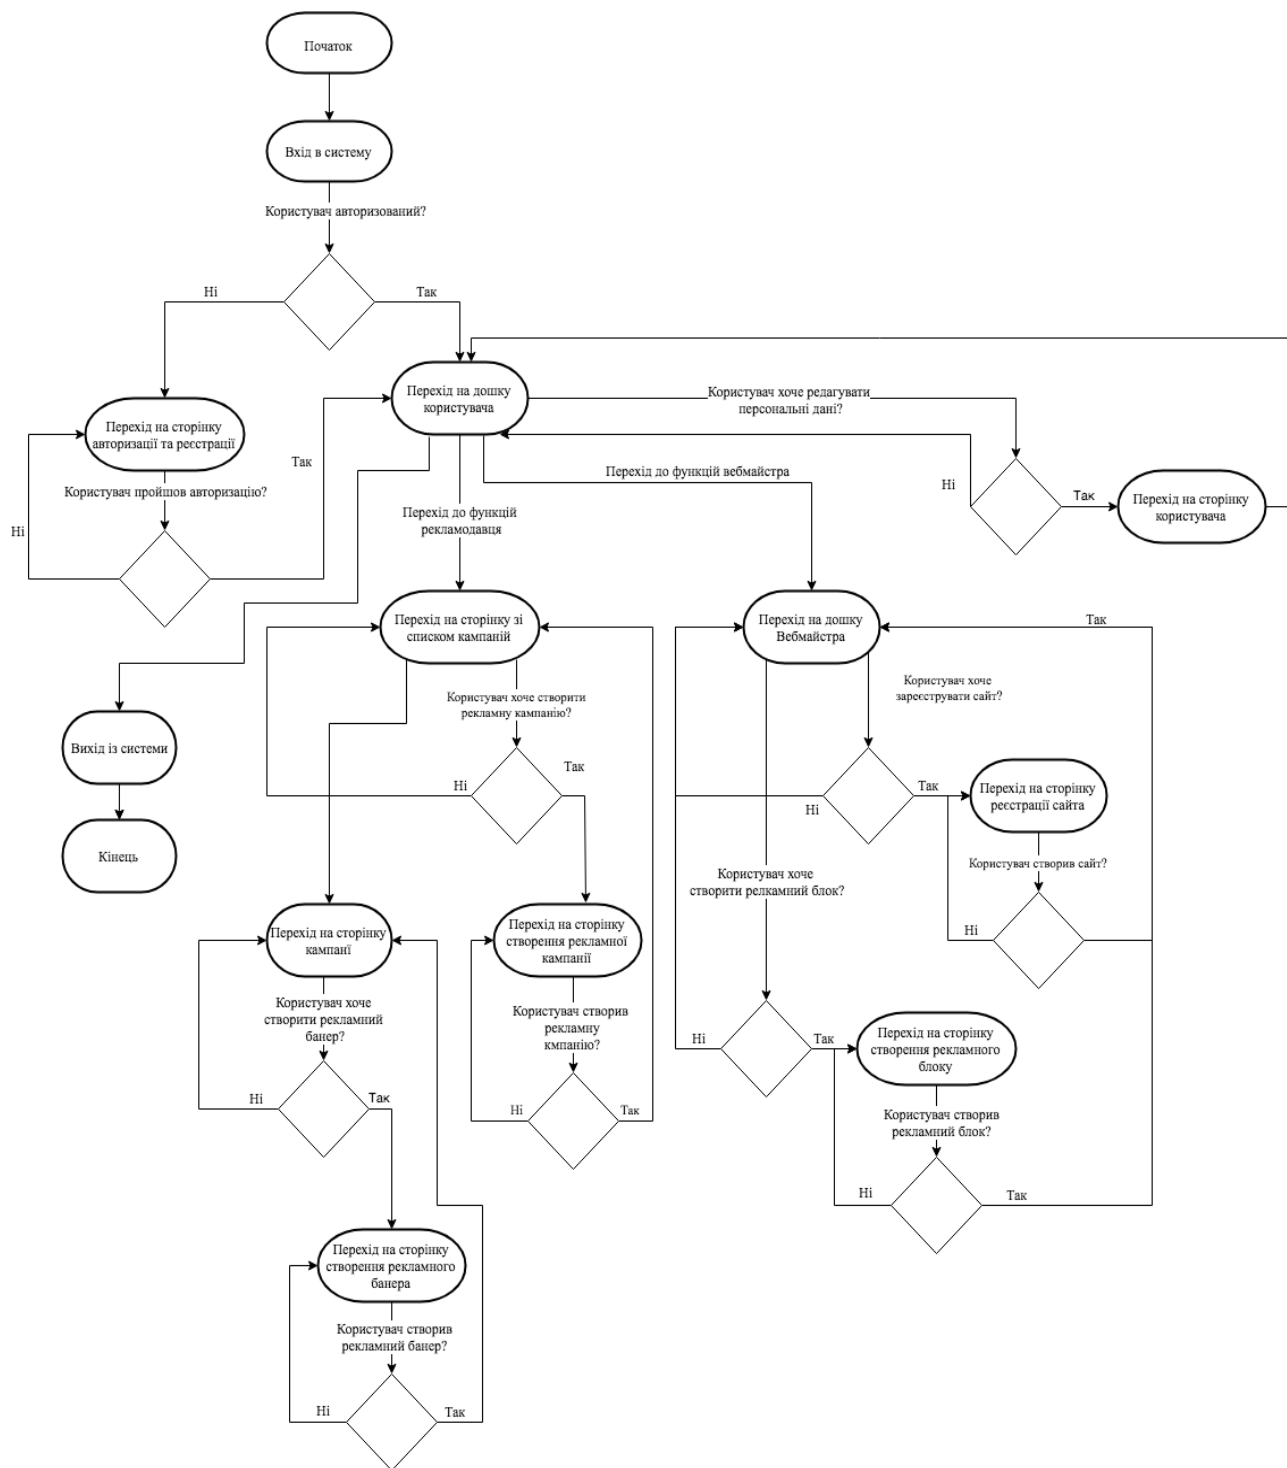 Початок
Вхід в систему
Користувач авторизований?
Ні
Так
Перехід на дошку
користувача
Користувач хоче редагувати
персональні дані?
Перехід на сторінку
авторизації та реєстрації
Так
Перехід до функцій вебмайстра
Користувач пройшов авторизацію?
Ні
Так
Перехід на сторінку
користувача
Перехід до функцій
рекламодавця
Ні
Перехід на сторінку зі
списком кампаній
Перехід на дошку
Вебмайстра
Так
Користувач хоче
зареєструвати сайт?
Користувач хоче створити
рекламну кампанію?
Вихід із системи
Ні
Так
Так
Ні
Перехід на сторінку
реєстрації сайта
Кінець
Користувач хоче
створити релкамний блок?
Користувач створив сайт?
Перехід на сторінку
кампанї
Перехід на сторінку
створення рекламної
кампанії
Ні
Користувач хоче
створити рекламний
банер?
Користувач створив
рекламну
кмпанію?
Ні
Так
Перехід на сторінку
створення рекламного
блоку
Ні
Так
Ні
Так
Користувач створив
рекламний блок?
Ні
Так
Перехід на сторінку
створення рекламного
банера
Користувач створив
рекламний банер?
Ні
Так